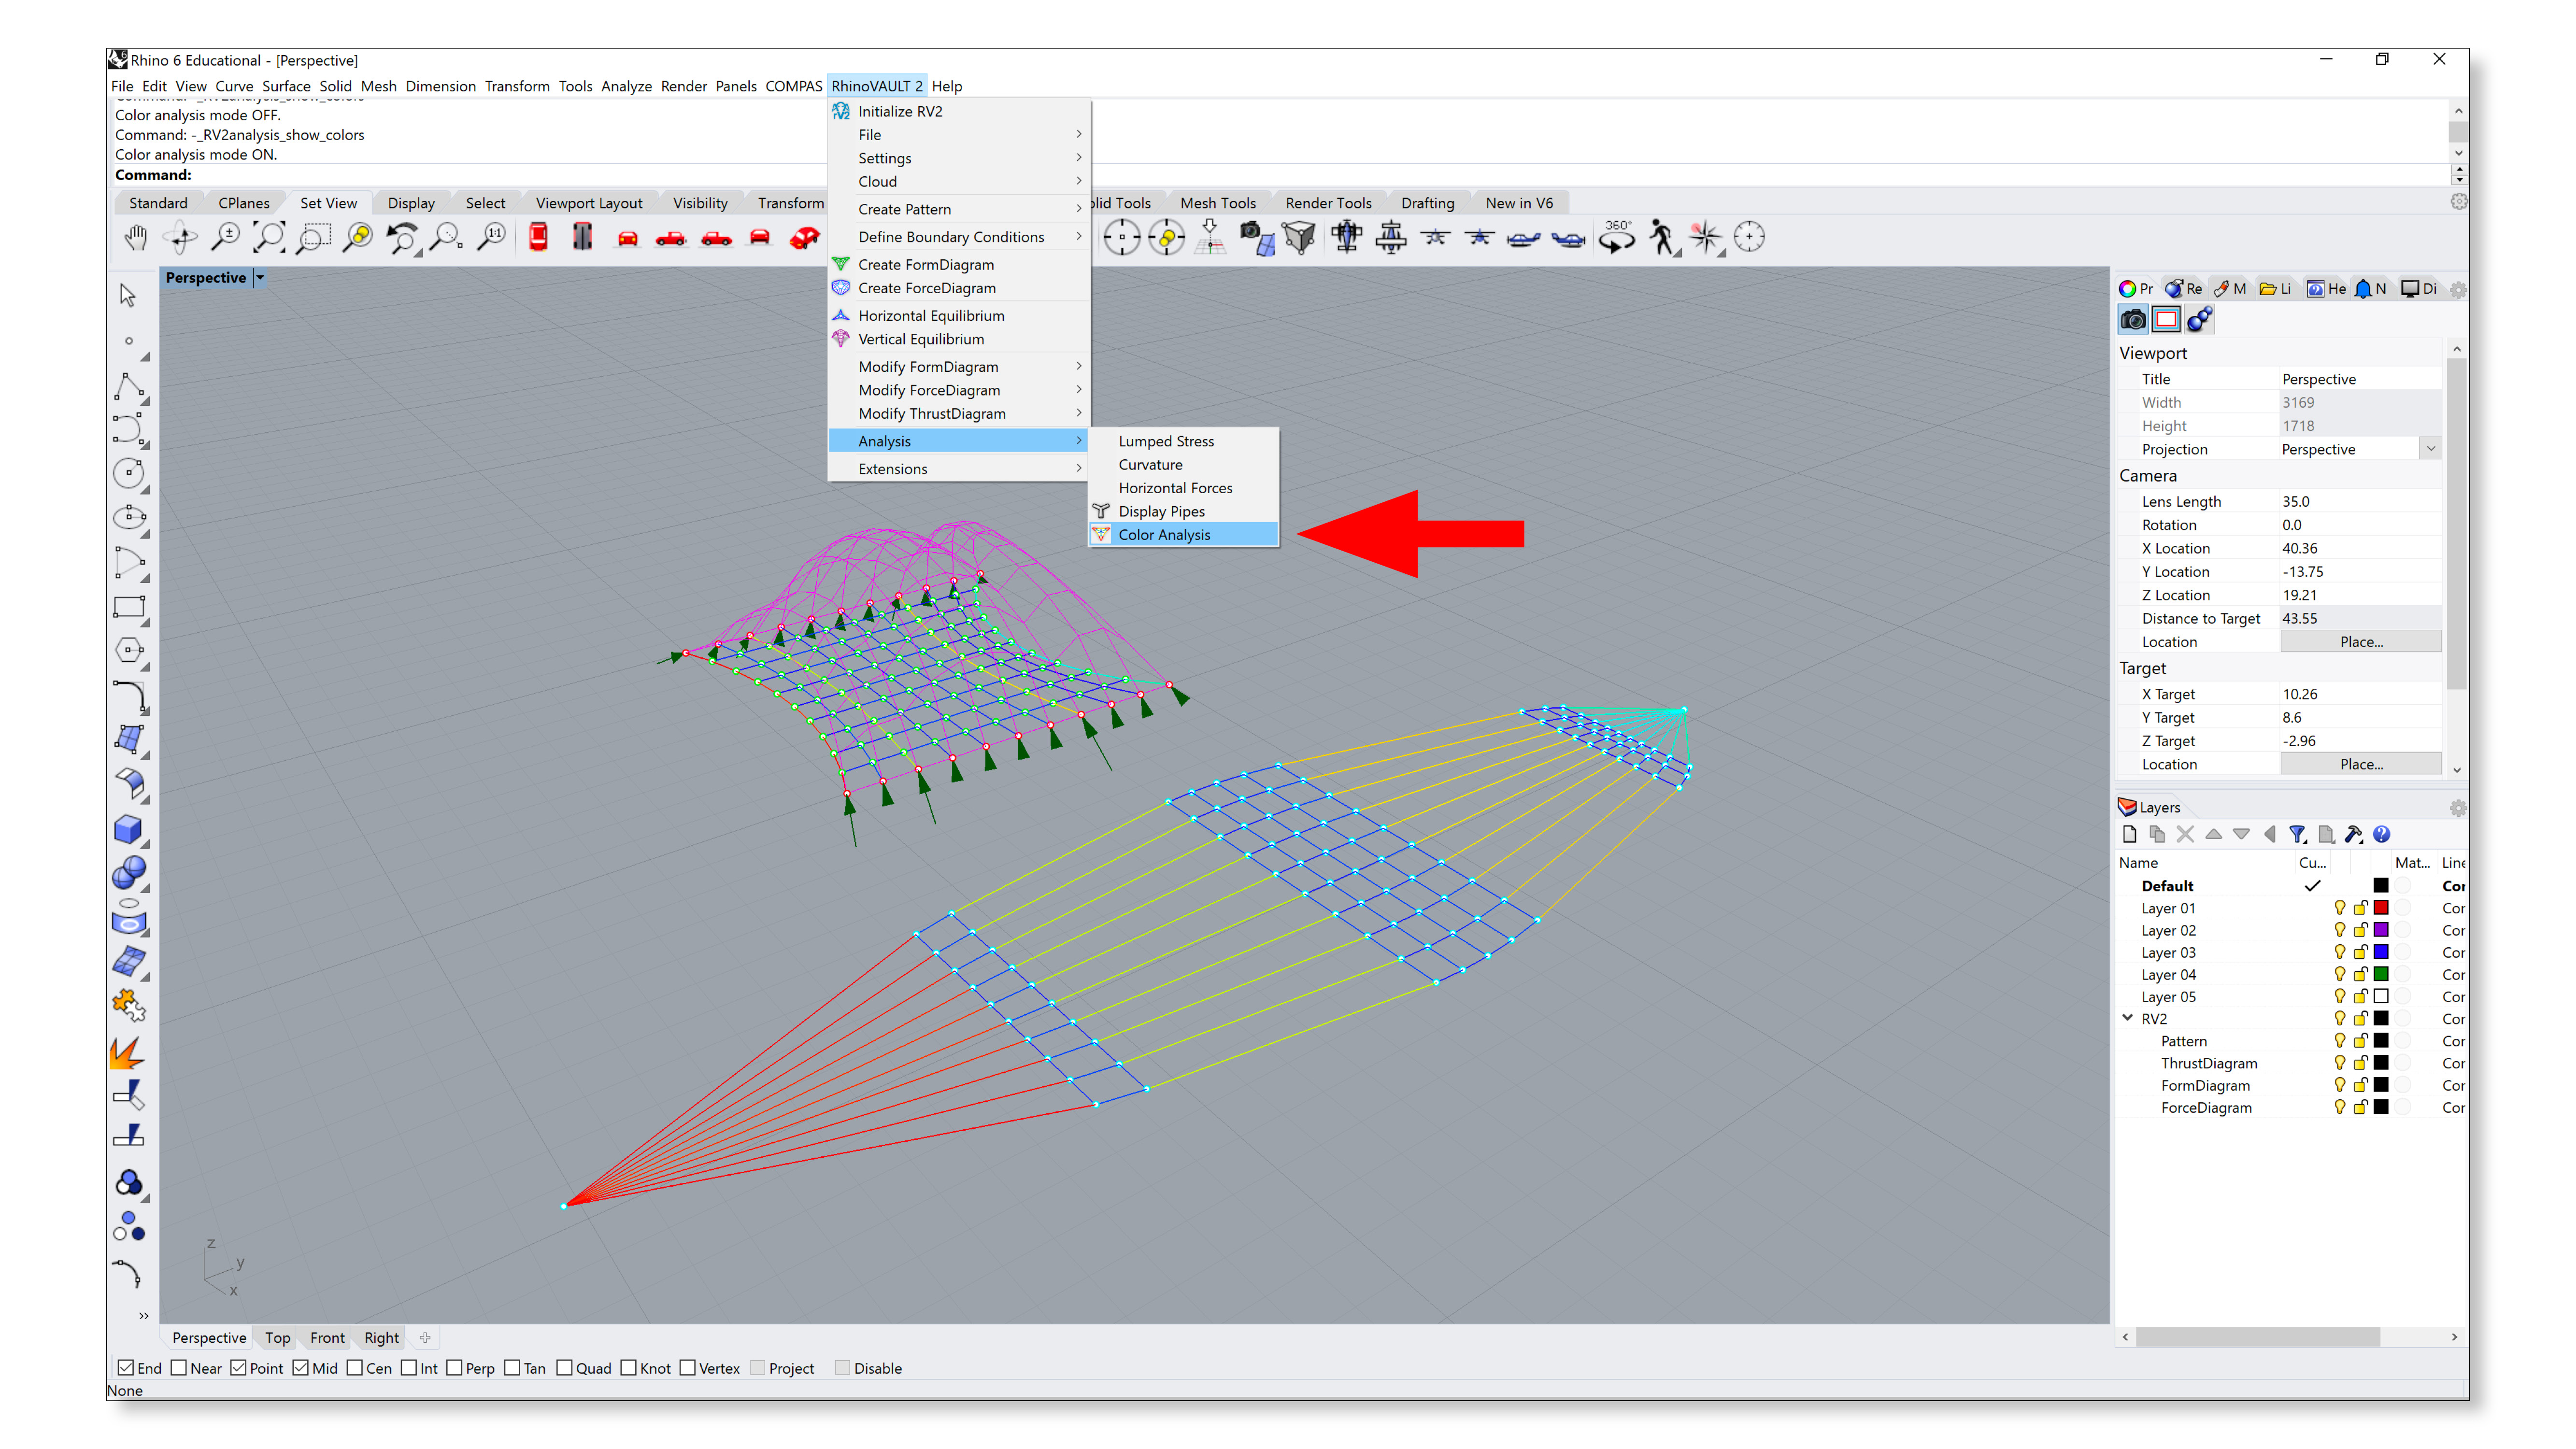 Rhino 6 Educational - [Perspective]
File Edit View Curve Surface Solid Mesh Dimension Transform Tools Analyze Render Panels COMPAS RhinoVAULT 2 Help
Color analysis mode OFF.
Command: -_RV2analysis_show_colors
Color analysis mode ON.
Command:
Initialize RV2
File
Settings
Cloud
Create Pattern
Define Boundary Conditions
Create FormDiagram
Create ForceDiagram
Horizontal Equilibrium
Vertical Equilibrium
Modify FormDiagram
Modify ForceDiagram
Modify ThrustDiagram
Analysis
Extensions
Lumped Stress
Curvature
Horizontal Forces
Display Pipes
Color Analysis
Standard CPlanes Set View Display Select Viewport Layout Visibility Transform Tools Mesh Tools Render Tools Drafting New in V6
1:1
360°
Perspective
z
y
x
Pr Re M Li He N Di
Viewport
Title Perspective
Width 3169
Height 1718
Projection Perspective
Camera
Lens Length 35.0
Rotation 0.0
X Location 40.36
Y Location -13.75
Z Location 19.21
Distance to Target 43.55
Location Place...
Target
X Target 10.26
Y Target 8.6
Z Target -2.96
Location Place...
Layers
Name Cu... Mat... Line
Default Cor
Layer 01 Cor
Layer 02 Cor
Layer 03 Cor
Layer 04 Cor
Layer 05 Cor
RV2 Cor
Pattern Cor
ThrustDiagram Cor
FormDiagram Cor
ForceDiagram Cor
Perspective Top Front Right
End Near Point Mid Cen Int Perp Tan Quad Knot Vertex Project Disable
None